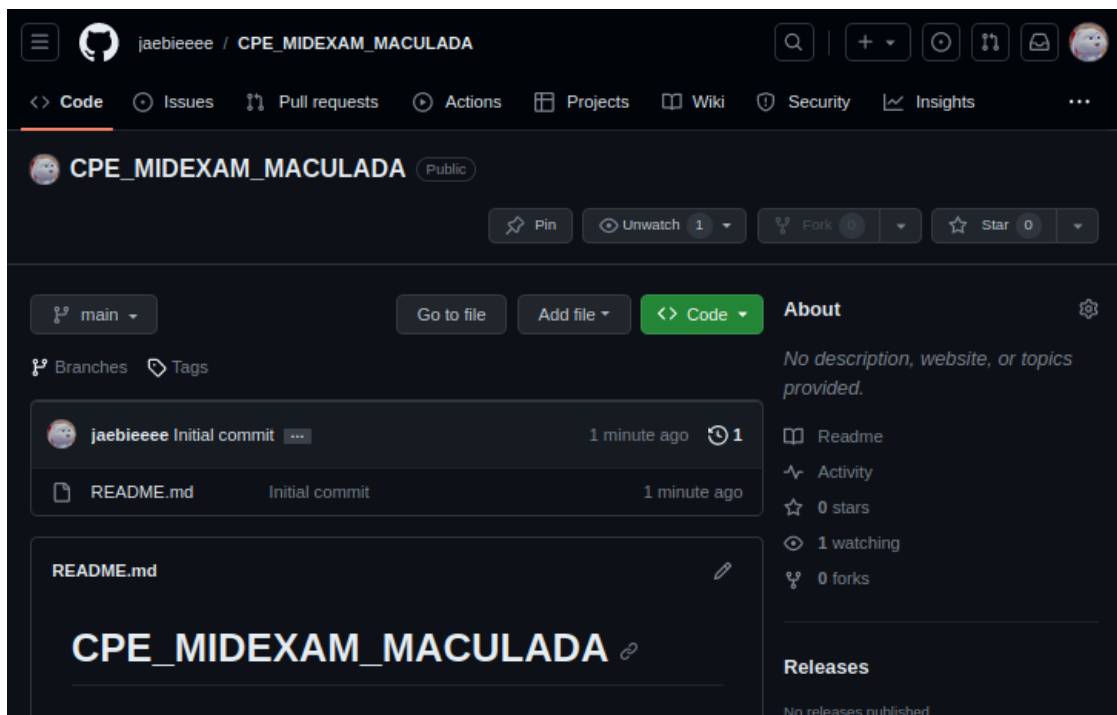 jaebieeee / CPE_MIDEXAM_MACULADA
Code Issues Pull requests Actions Projects Wiki Security Insights
CPE_MIDEXAM_MACULADA Public
Pin Unwatch 1 Fork 0 Star 0
main Go to file Add file Code
Branches Tags
jaebieeee Initial commit 1 minute ago 1
README.md Initial commit 1 minute ago
README.md
CPE_MIDEXAM_MACULADA
About
No description, website, or topics
provided.
Readme
Activity
0 stars
1 watching
0 forks
Releases
No releases published